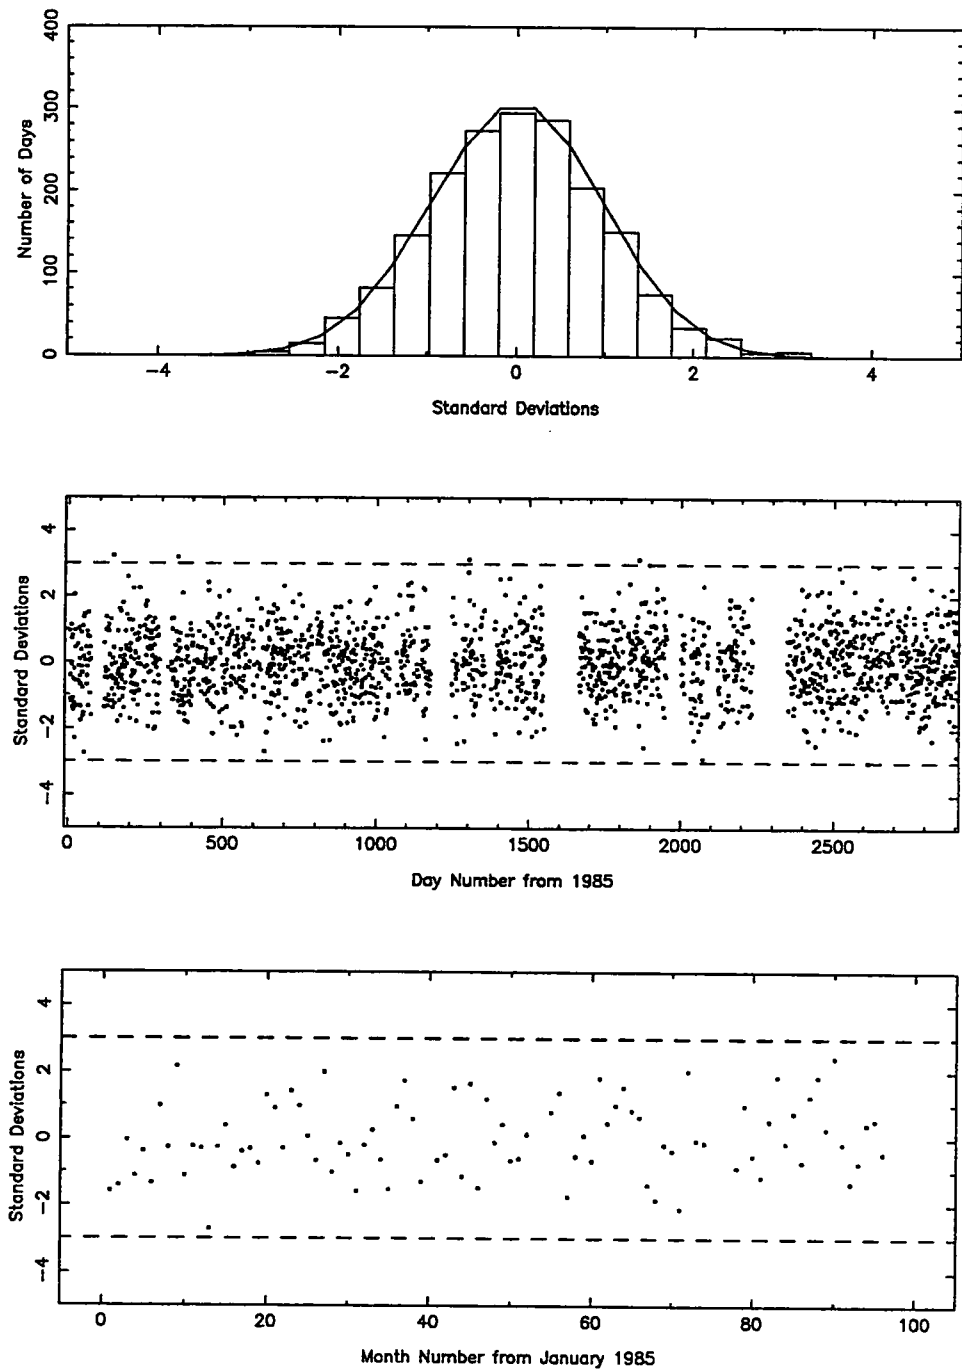 400
300
200
100
0
Number of Days
-4 -2 0 2 4
Standard Deviations
4
2
0
-2
-4
Standard Deviations
0 500 1000 1500 2000 2500
Day Number from 1985
4
2
0
-2
-4
Standard Deviations
0 20 40 60 80 100
Month Number from January 1985